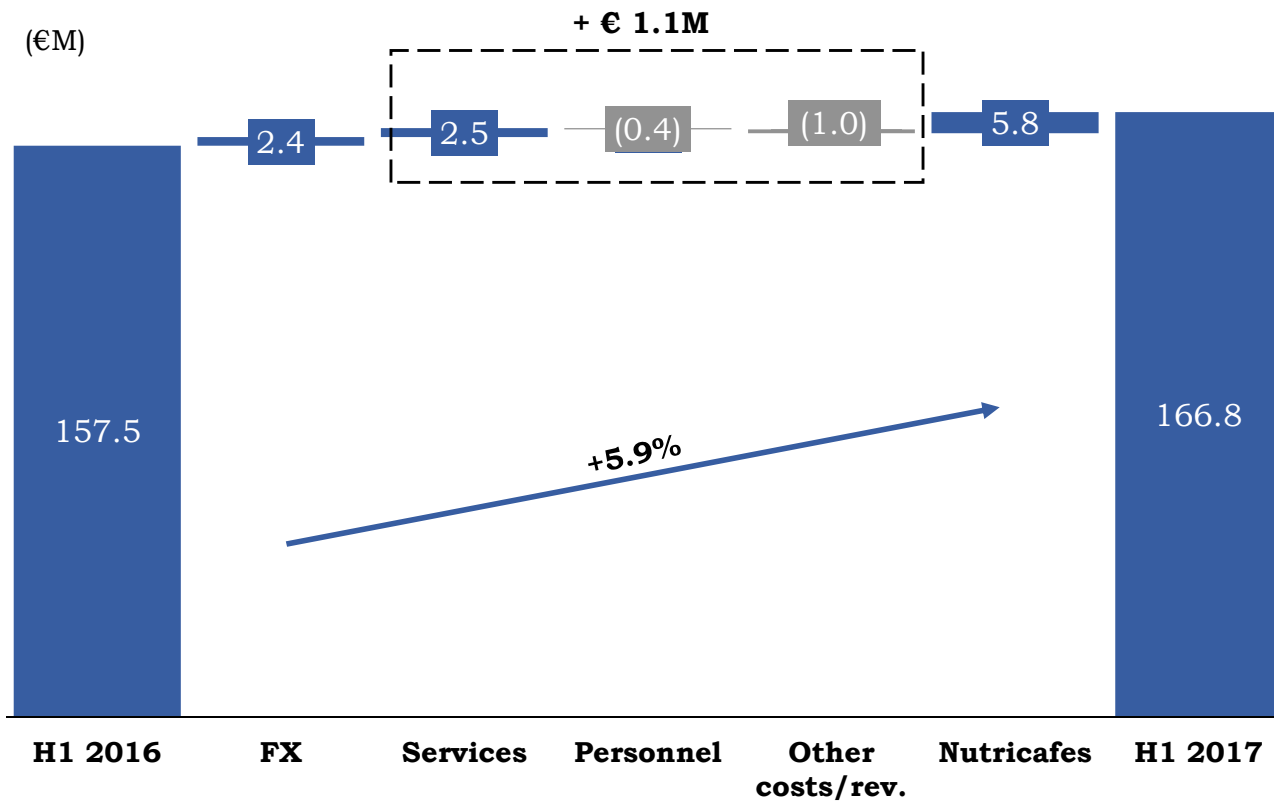 + € 1.1M
(€M)
2.4
2.5
(0.4)
(1.0)
5.8
157.5
166.8
+5.9%
H1 2016
FX
Services
Personnel
Other
costs/rev.
Nutricafes
H1 2017